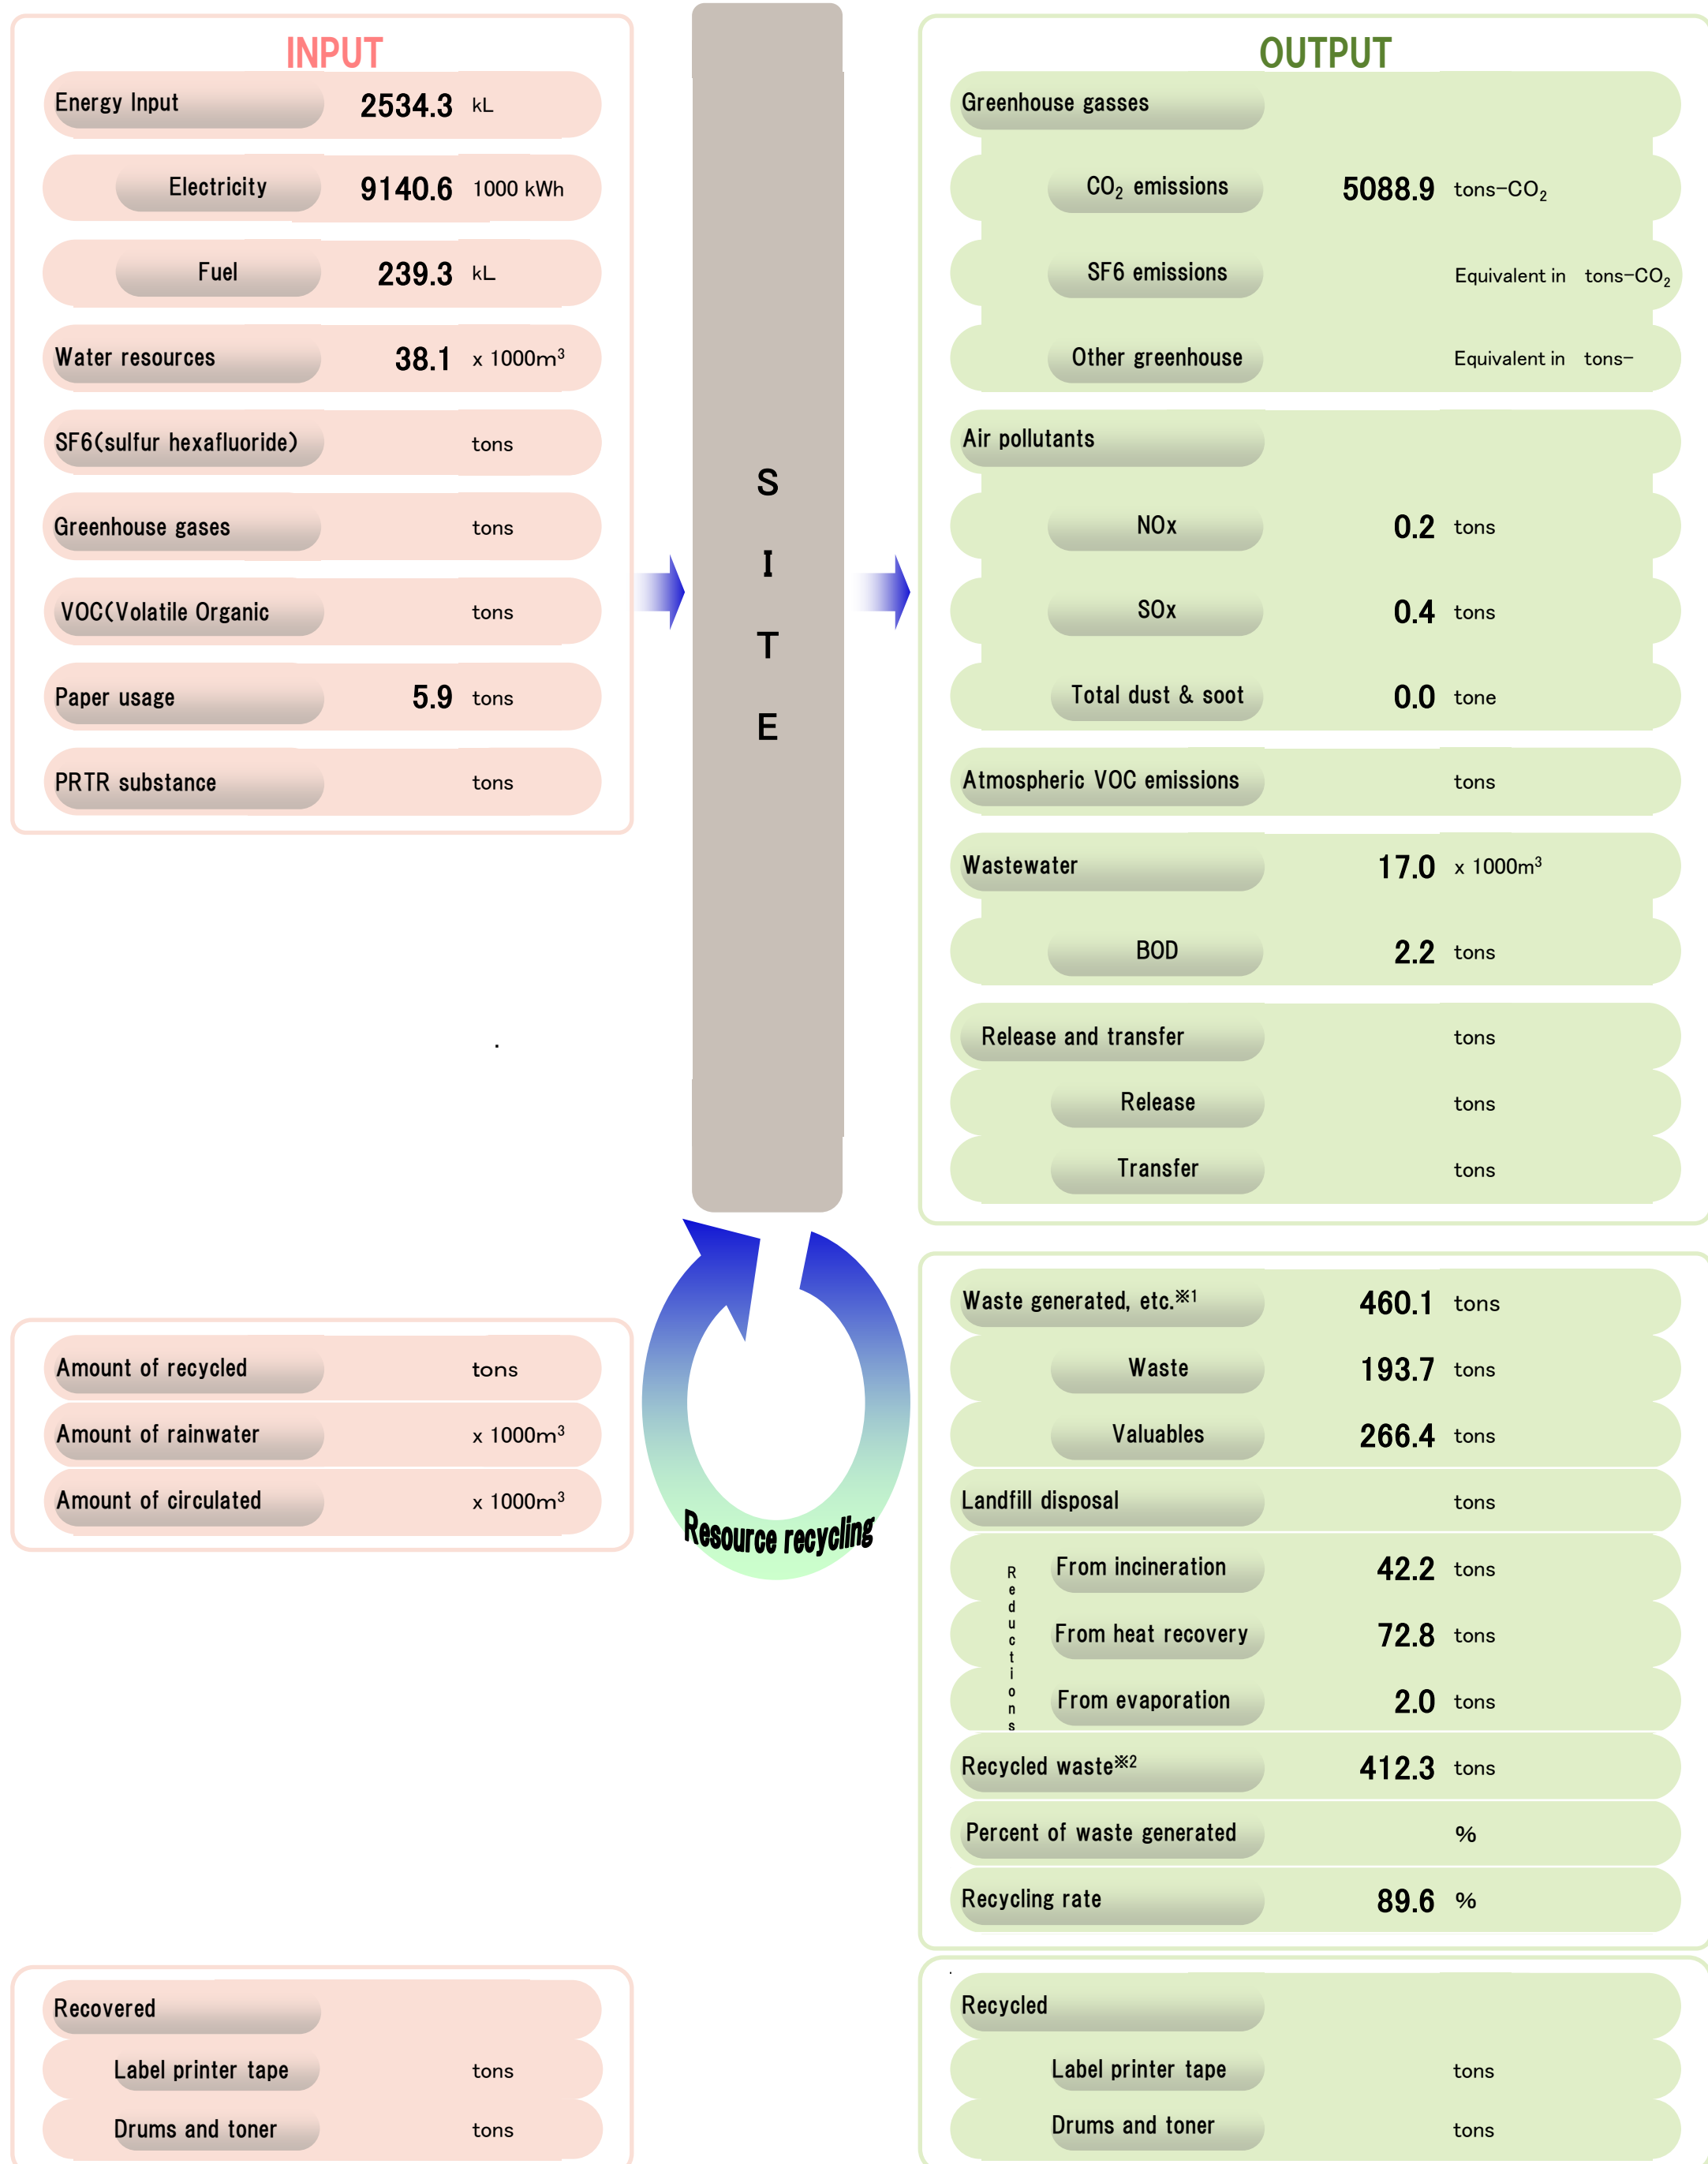 INPUT
Energy Input 2534.3 kL
Electricity 9140.6 1000 kWh
Fuel 239.3 kL
Water resources 38.1 x 1000m³
SF6(sulfur hexafluoride) tons
Greenhouse gases tons
VOC(Volatile Organic tons
Paper usage 5.9 tons
PRTR substance tons
S
I
T
E
OUTPUT
Greenhouse gasses
CO₂ emissions 5088.9 tons-CO₂
SF6 emissions Equivalent in tons-CO₂
Other greenhouse Equivalent in tons-
Air pollutants
NOx 0.2 tons
SOx 0.4 tons
Total dust & soot 0.0 tone
Atmospheric VOC emissions tons
Wastewater 17.0 x 1000m³
BOD 2.2 tons
Release and transfer tons
Release tons
Transfer tons
Amount of recycled tons
Amount of rainwater x 1000m³
Amount of circulated x 1000m³
Resource recycling
Waste generated, etc.※1 460.1 tons
Waste 193.7 tons
Valuables 266.4 tons
Landfill disposal tons
Reductions
From incineration 42.2 tons
From heat recovery 72.8 tons
From evaporation 2.0 tons
Recycled waste※2 412.3 tons
Percent of waste generated %
Recycling rate 89.6 %
Recovered
Label printer tape tons
Drums and toner tons
Recycled
Label printer tape tons
Drums and toner tons